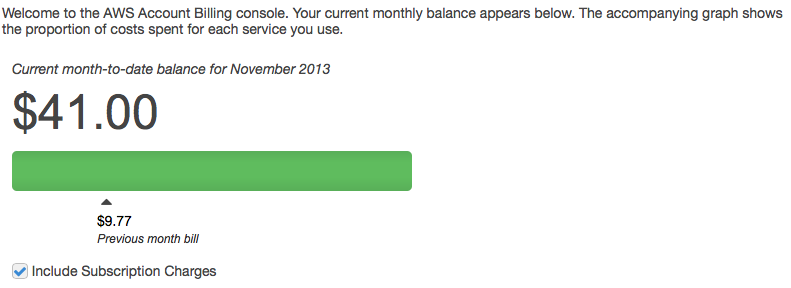 Welcome to the AWS Account Billing console. Your current monthly balance appears below. The accompanying graph shows
the proportion of costs spent for each service you use.
Current month-to-date balance for November 2013
$41.00
$9.77
Previous month bill
Include Subscription Charges